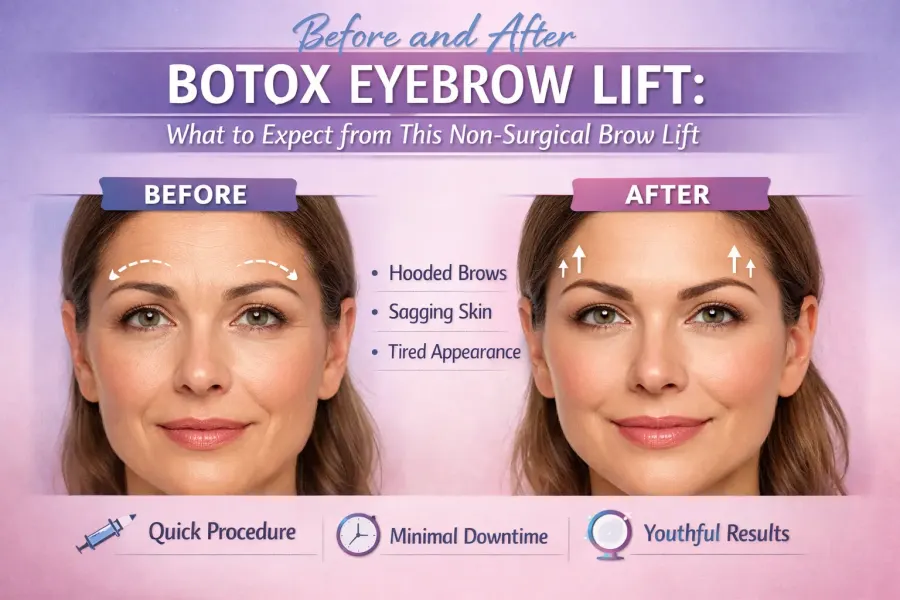 Before and After
BOTOX EYEBROW LIFT:
What to Expect from This Non-Surgical Brow Lift
BEFORE
AFTER
• Hooded Brows
• Sagging Skin
• Tired Appearance
Quick Procedure
Minimal Downtime
Youthful Results